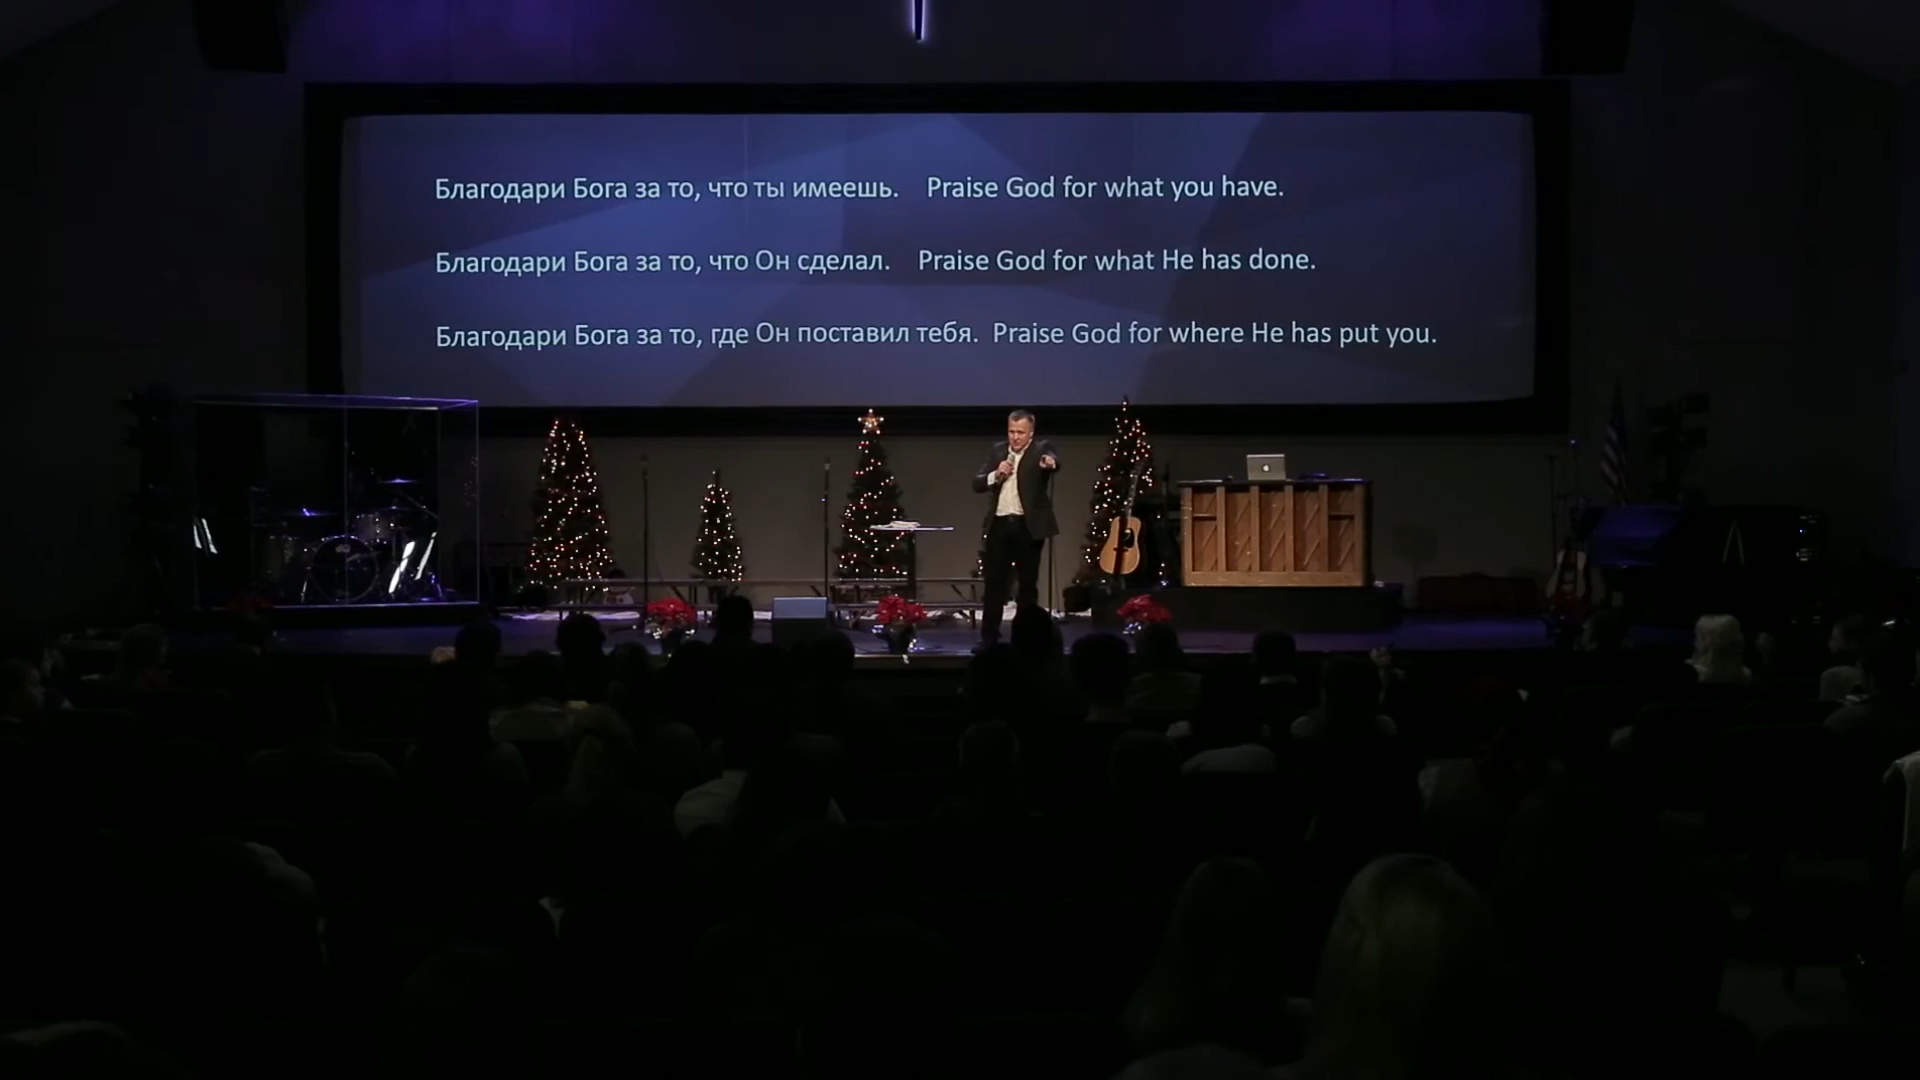 Благодари Бога за то, что ты имеешь. Praise God for what you have.
Благодари Бога за то, что Он сделал. Praise God for what He has done.
Благодари Бога за то, где Он поставил тебя. Praise God for where He has put you.